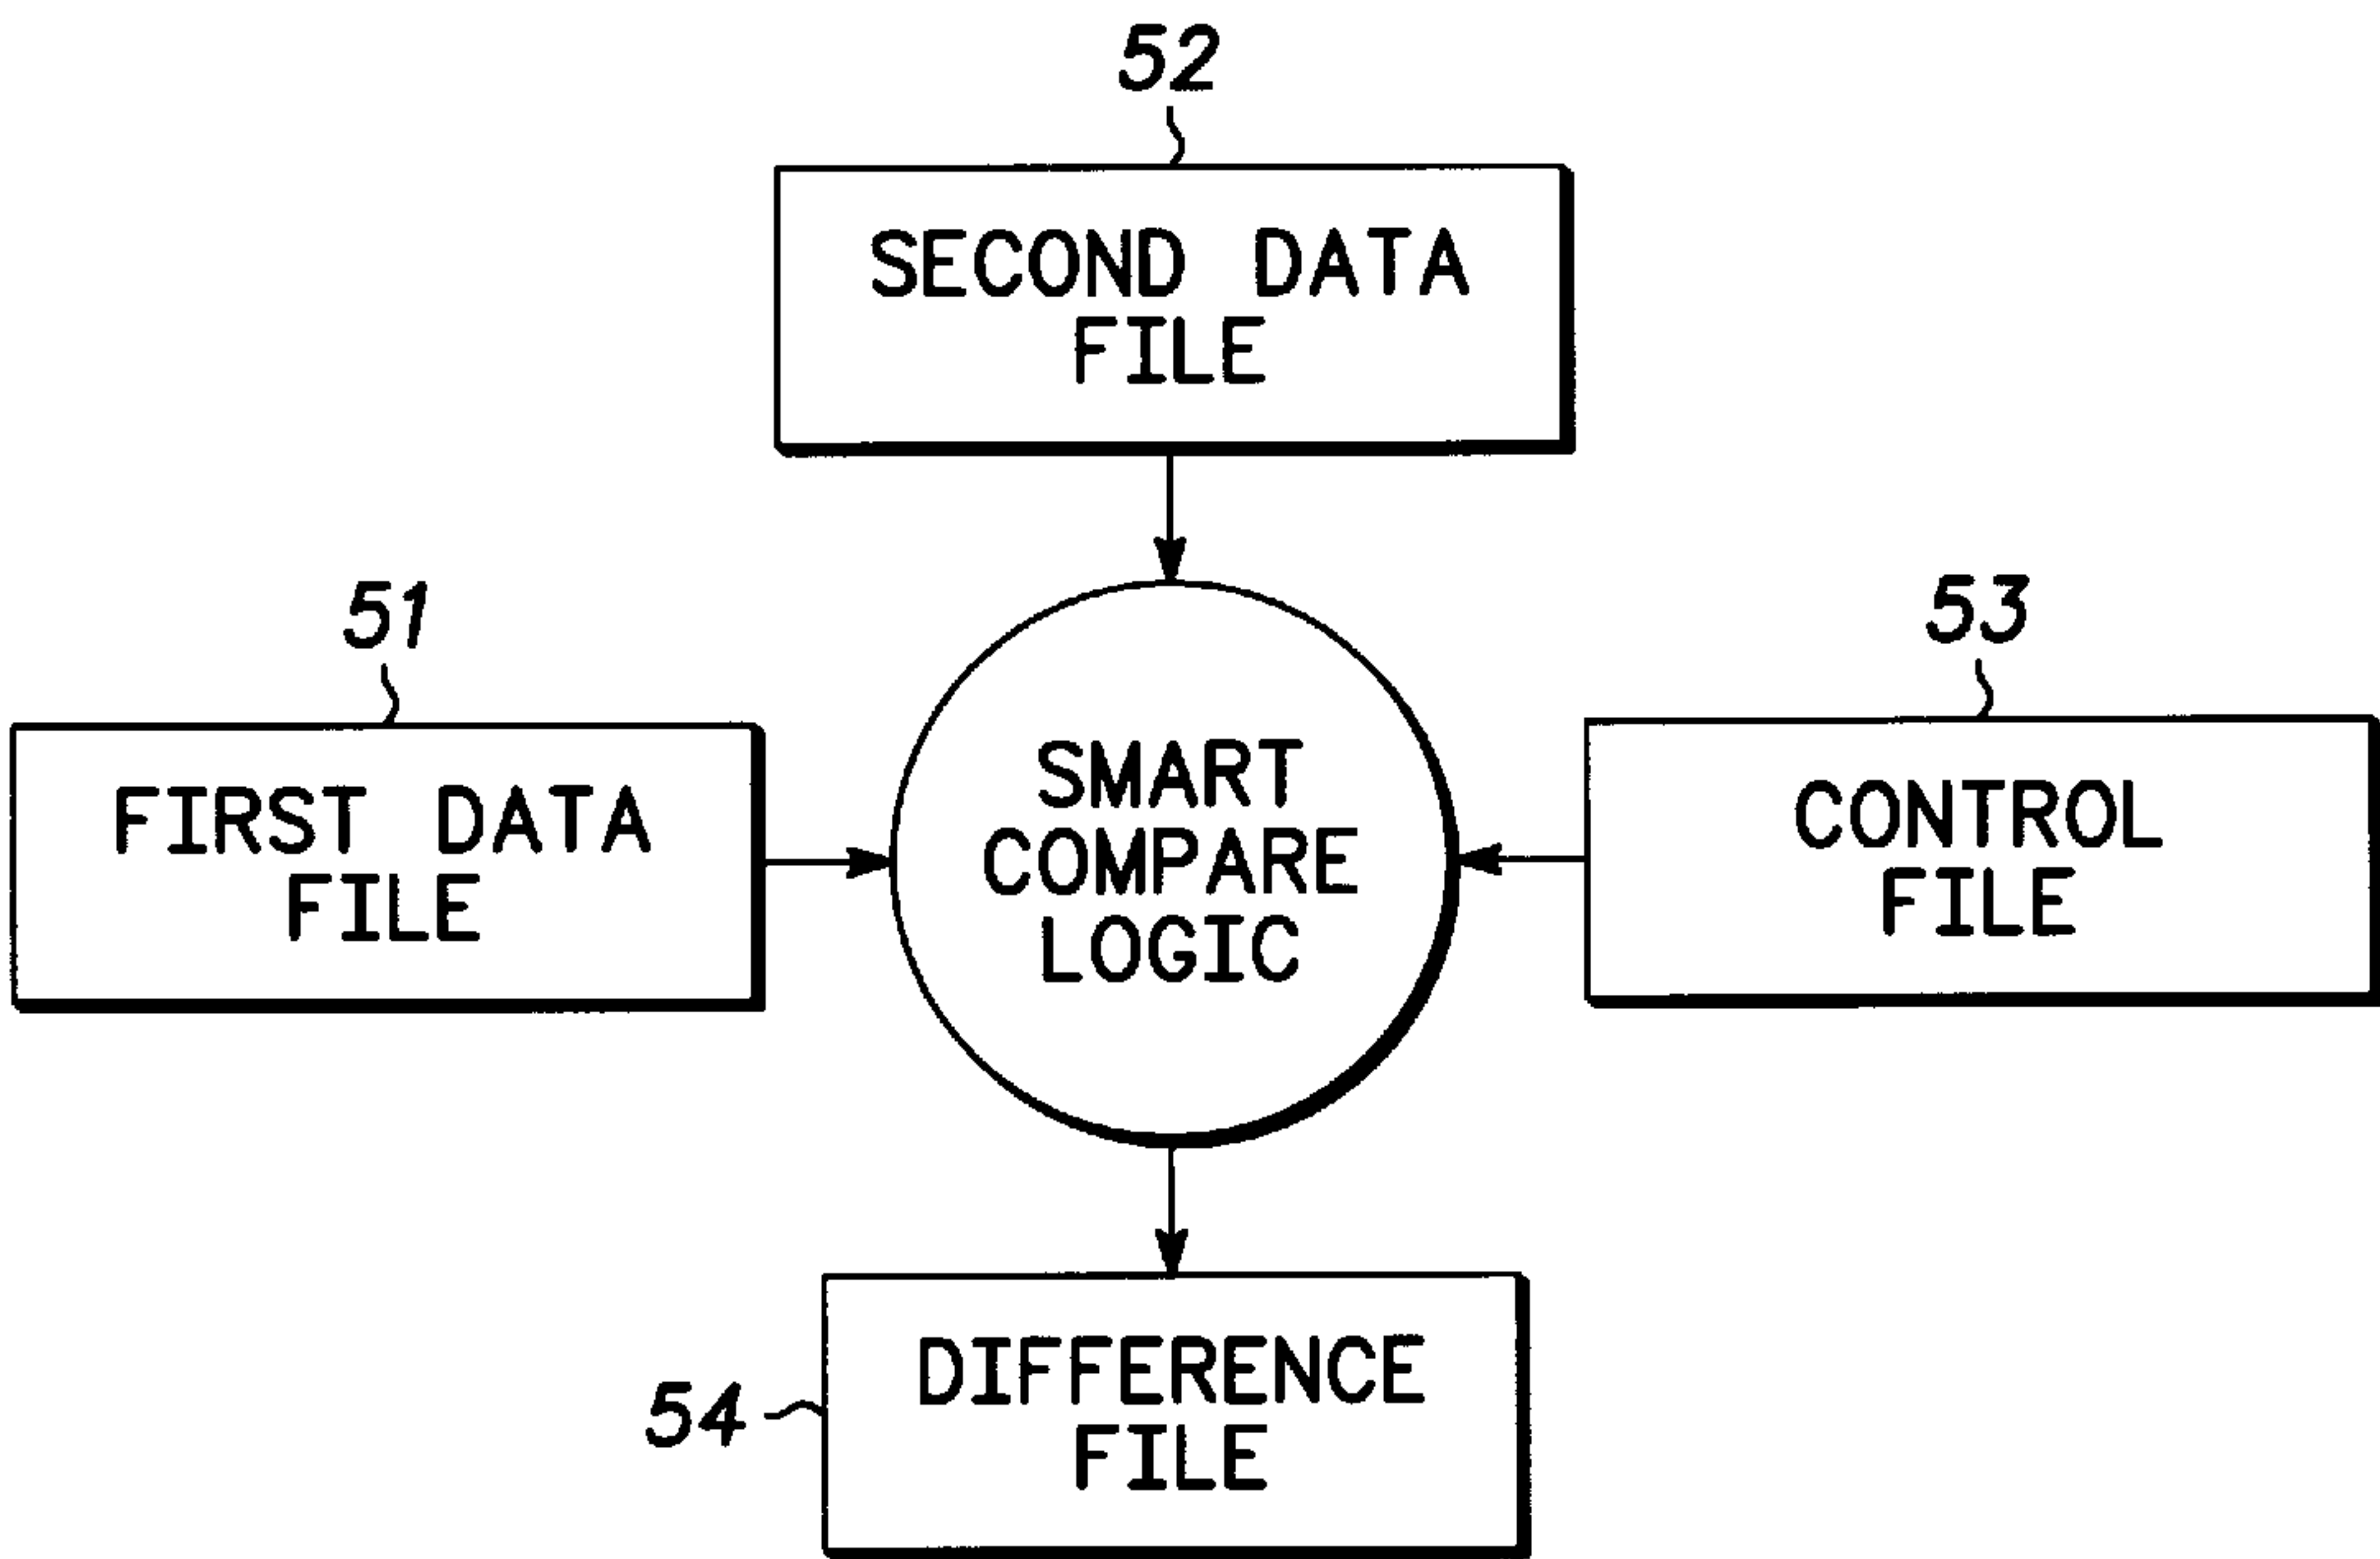 52
SECOND DATA
FILE
51
FIRST DATA
FILE
SMART
COMPARE
LOGIC
53
CONTROL
FILE
54
DIFFERENCE
FILE